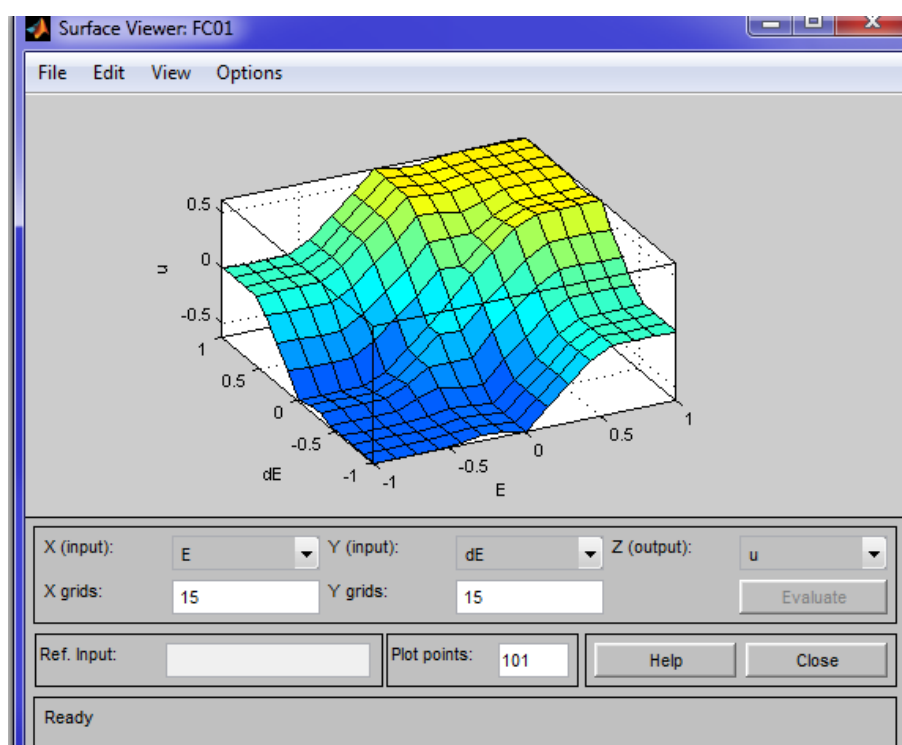 Surface Viewer: FC01
File Edit View Options
0.5
0
-0.5
u
1
0.5
0
-0.5
-1
dE
-1
-0.5
0
0.5
1
E
X (input): E Y (input): dE Z (output): u
X grids: 15 Y grids: 15 Evaluate
Ref. Input: Plot points: 101 Help Close
Ready